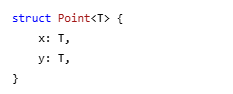 struct Point<T> {
    x: T,
    y: T,
}